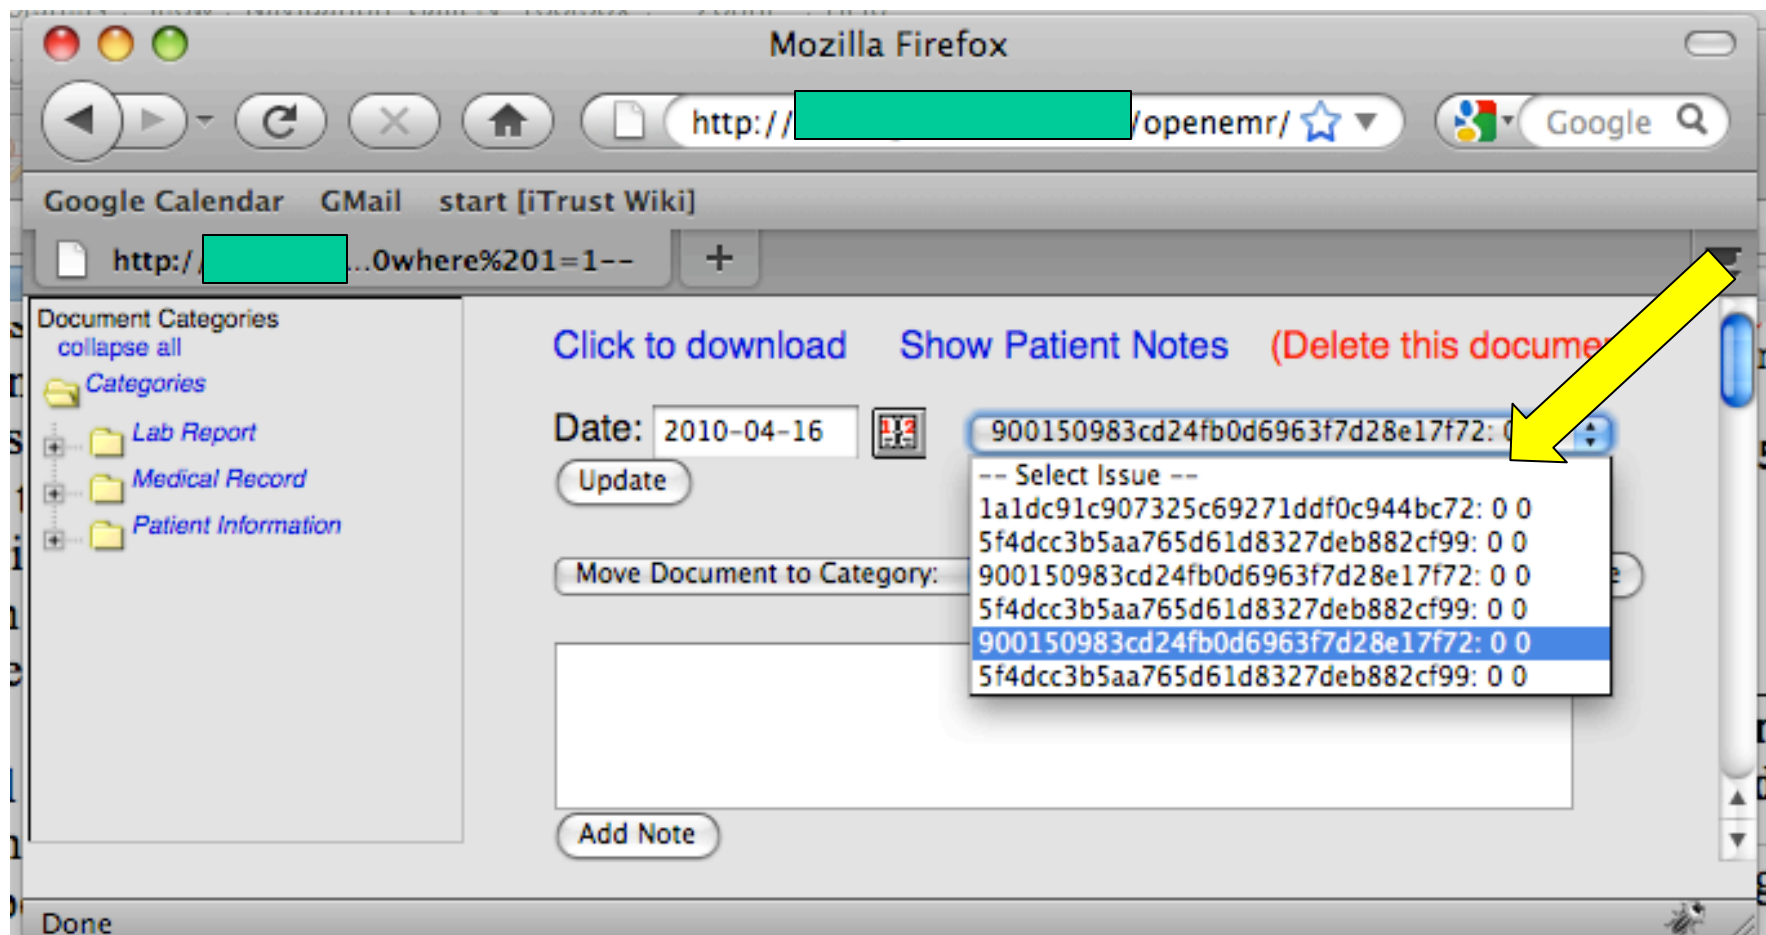 Mozilla Firefox
http:// /openemr/ Google
Google Calendar GMail start [iTrust Wiki]
http:/ ...0where%201=1-- +
Document Categories
collapse all
Categories
Lab Report
Medical Record
Patient Information
Click to download Show Patient Notes (Delete this docume
Date: 2010-04-16 900150983cd24fb0d6963f7d28e17f72:
Update
-- Select Issue --
1a1dc91c907325c69271ddf0c944bc72: 0 0
5f4dcc3b5aa765d61d8327deb882cf99: 0 0
900150983cd24fb0d6963f7d28e17f72: 0 0
5f4dcc3b5aa765d61d8327deb882cf99: 0 0
900150983cd24fb0d6963f7d28e17f72: 0 0
5f4dcc3b5aa765d61d8327deb882cf99: 0 0
Move Document to Category:
Add Note
Done